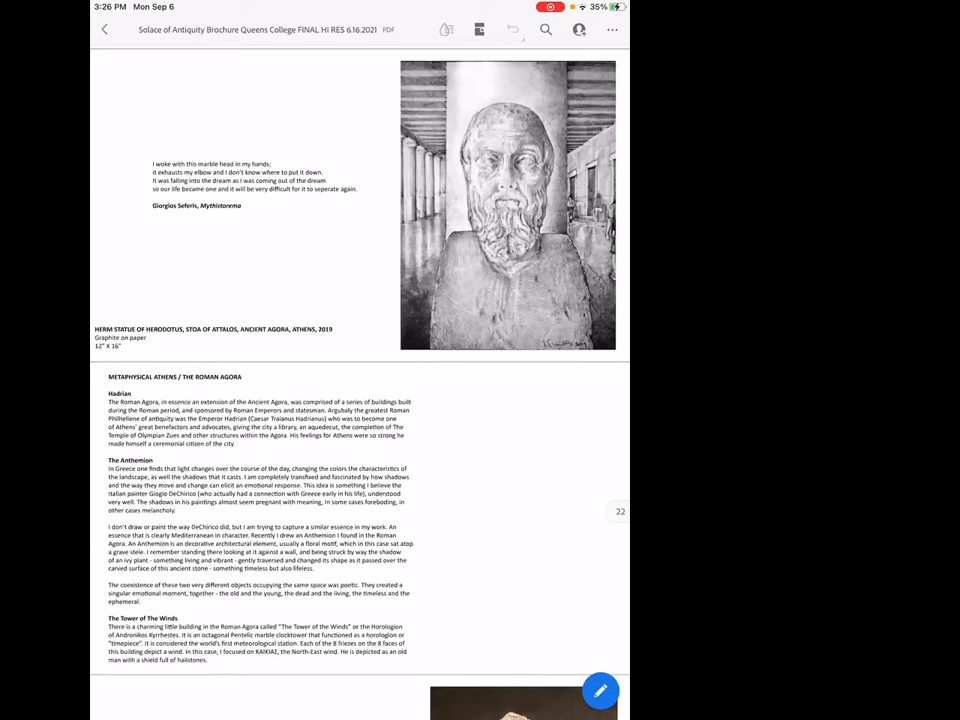 3:26 PM Mon Sep 6
35%
Solace of Antiquity Brochure Queens College FINAL HI RES 6.16.2021 PDF
I woke with this marble head in my hands;
it exhausts my elbow and I don't know where to put it down.
It was falling into the dream as I was coming out of the dream
so our life became one and it will be very difficult for it to seperate again.
Giorgios Seferis, Mythistorema
HERM STATUE OF HERODOTUS, STOA OF ATTALOS, ANCIENT AGORA, ATHENS, 2019
Graphite on paper
12" X 16"
METAPHYSICAL ATHENS / THE ROMAN AGORA
Hadrian
The Roman Agora, in essence an extension of the Ancient Agora, was comprised of a series of buildings built
during the Roman period, and sponsored by Roman Emperors and statesman. Argubaly the greatest Roman
Philhellene of antiquity was the Emperor Hadrian (Caesar Traianus Hadrianus) who was to become one
of Athens' great benefactors and advocates, giving the city a library, an aquedecut, the completion of The
Temple of Olympian Zues and other structures within the Agora. His feelings for Athens were so strong he
made himself a ceremonial citizen of the city.
The Anthemion
In Greece one finds that light changes over the course of the day, changing the colors the characteristics of
the landscape, as well the shadows that it casts. I am completely transfixed and fascinated by how shadows
and the way they move and change can elicit an emotional response. This idea is something I believe the
Italian painter Giogio DeChirico (who actually had a connection with Greece early in his life), understood
very well. The shadows in his paintings almost seem pregnant with meaning, in some cases foreboding, in
other cases melancholy.
I don't draw or paint the way DeChirico did, but I am trying to capture a similar essence in my work. An
essence that is clearly Mediterranean in character. Recently I drew an Anthemion I found in the Roman
Agora. An Anthemion is an decorative architectural element, usually a floral motif, which in this case sat atop
a grave stele. I remember standing there looking at it against a wall, and being struck by way the shadow
of an ivy plant - something living and vibrant - gently traversed and changed its shape as it passed over the
carved surface of this ancient stone - something timeless but also lifeless.
The coexistence of these two very different objects occupying the same space was poetic. They created a
singular emotional moment, together - the old and the young, the dead and the living, the timeless and the
ephemeral.
22
The Tower of The Winds
There is a charming little building in the Roman Agora called "The Tower of the Winds" or the Horologion
of Andronikos Kyrrhestes. It is an octagonal Pentelic marble clocktower that functioned as a horologion or
"timepiece". It is considered the world's first meteorological station. Each of the 8 friezes on the 8 faces of
this building depict a wind. In this case, I focused on ΚΑΙΚΙΑΣ, the North-East wind. He is depicted as an old
man with a shield full of hailstones.